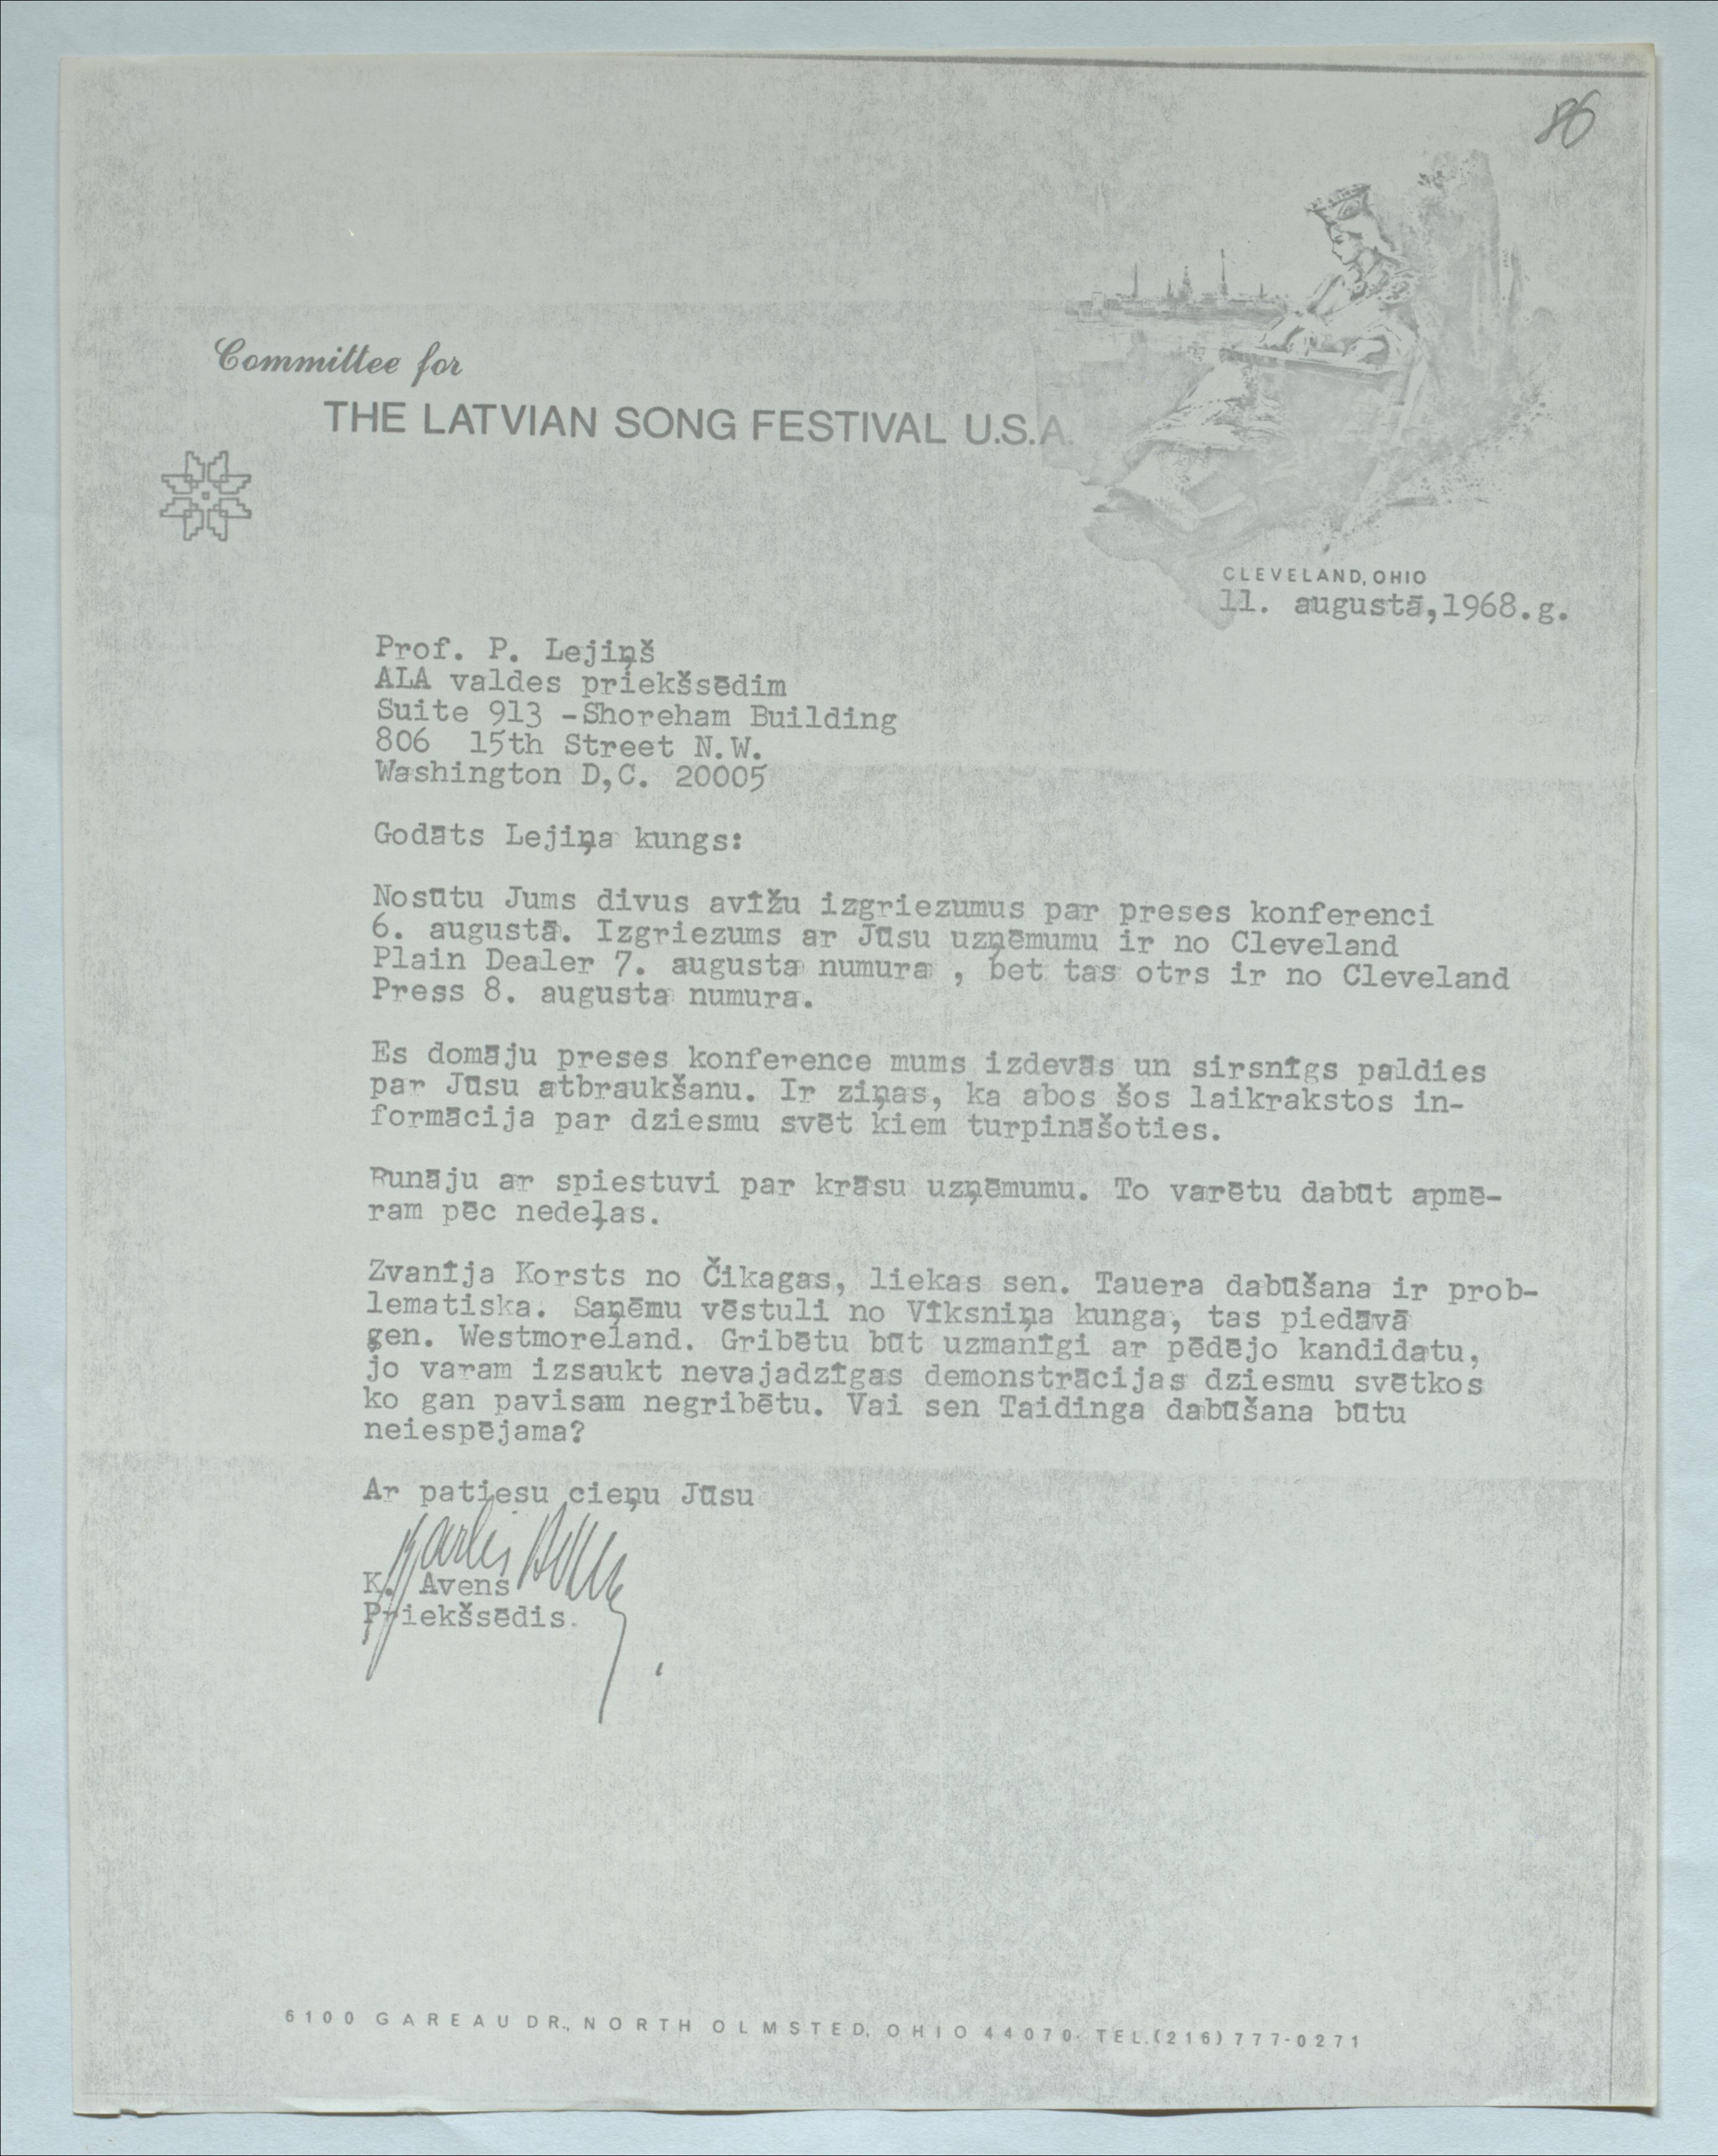 86
Committee for
THE LATVIAN SONG FESTIVAL U.S.A.
CLEVELAND, OHIO
11. augustā,1968.g.
Prof. P. Lejiņš
ALA valdes priekšsēdim
Suite 913 -Shoreham Building
806  15th Street N.W.
Washington D,C. 20005
Godāts Lejiņa kungs:
Nosūtu Jums divus avīžu izgriezumus par preses konferenci
6. augustā. Izgriezums ar Jūsu uzņēmumu ir no Cleveland
Plain Dealer 7. augusta numura , bet tas otrs ir no Cleveland
Press 8. augusta numura.
Es domāju preses konference mums izdevās un sirsnīgs paldies
par Jūsu atbraukšanu. Ir ziņas, ka abos šos laikrakstos in-
formācija par dziesmu svēt kiem turpināšoties.
Runāju ar spiestuvi par krāsu uzņēmumu. To varētu dabūt apmē-
ram pēc nedeļas.
Zvanīja Korsts no Čikagas, liekas sen. Tauera dabūšana ir prob-
lematiska. Saņēmu vēstuli no Vīksniņa kunga, tas piedāvā
ģen. Westmoreland. Gribētu būt uzmanīgi ar pēdējo kandidatu,
jo varam izsaukt nevajadzīgas demonstrācijas dziesmu svētkos
ko gan pavisam negribētu. Vai sen Taidinga dabūšana būtu
neiespējama?
Ar patiesu cieņu Jūsu
K. Avens
Priekšsēdis.
6100 GAREAU DR., NORTH OLMSTED, OHIO 44070. TEL.(216)777-0271